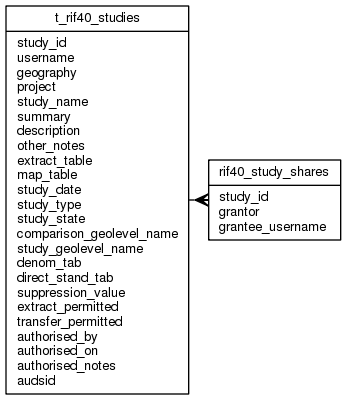 t_rif40_studies
study_id
username
geography
project
study_name
summary
description
other_notes
extract_table
map_table
study_date
study_type
study_state
comparison_geolevel_name
study_geolevel_name
denom_tab
direct_stand_tab
suppression_value
extract_permitted
transfer_permitted
authorised_by
authorised_on
authorised_notes
audsid
rif40_study_shares
study_id
grantor
grantee_username